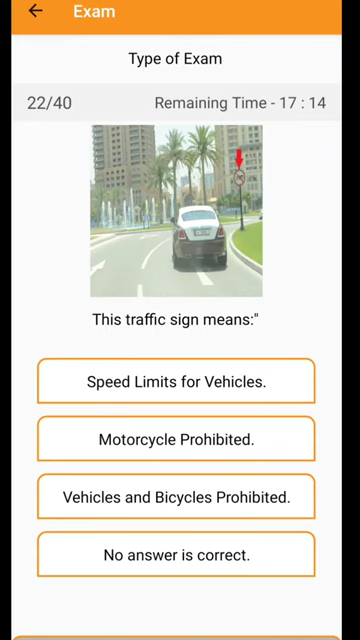 Exam
Type of Exam
22/40 Remaining Time - 17 : 14
This traffic sign means:"
Speed Limits for Vehicles.
Motorcycle Prohibited.
Vehicles and Bicycles Prohibited.
No answer is correct.